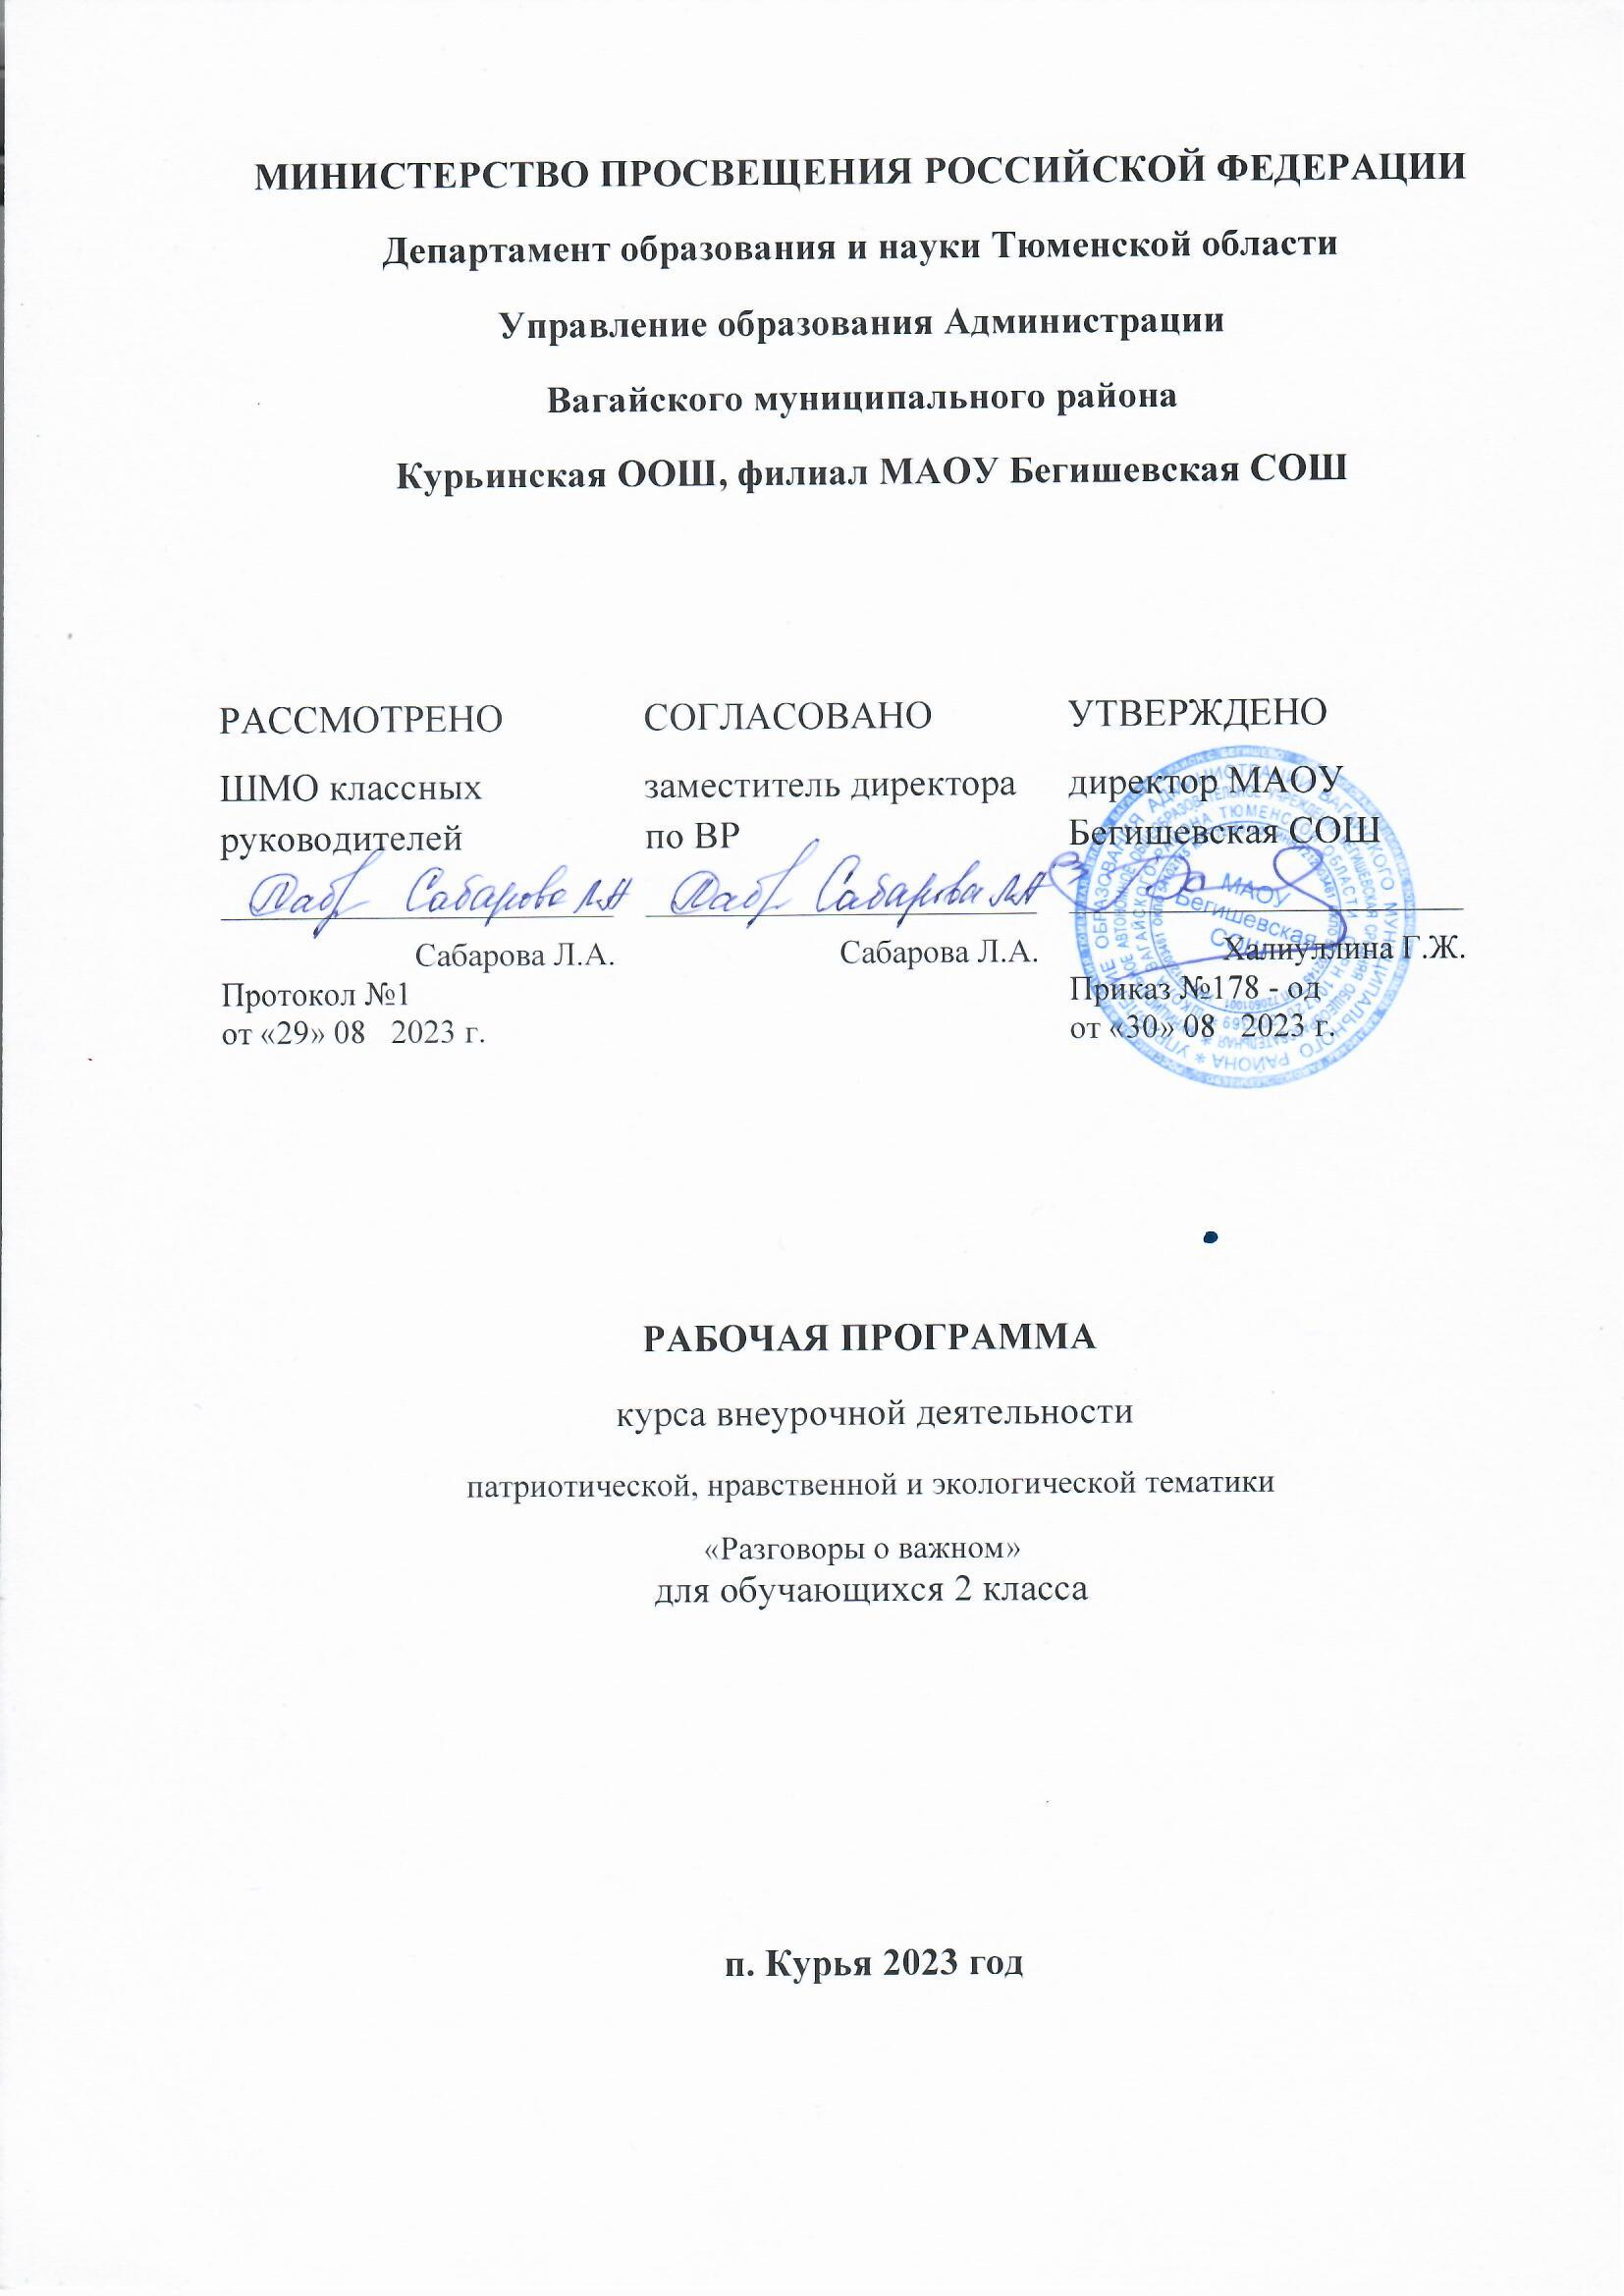 МИНИСТЕРСТВО ПРОСВЕЩЕНИЯ РОССИЙСКОЙ ФЕДЕРАЦИИ
Департамент образования и науки Тюменской области
Управление образования Администрации
Вагайского муниципального района
Курьинская ООШ, филиал МАОУ Бегишевская СОШ
РАССМОТРЕНО
ШМО классных
руководителей
Сабарова Л.А
Сабарова Л.А.
Протокол №1
от «29» 08 2023 г.
СОГЛАСОВАНО
заместитель директора
по ВР
Сабарова Л.А
Сабарова Л.А.
УТВЕРЖДЕНО
директор МАОУ
Бегишевская СОШ
Халиуллина Г.Ж.
Приказ №178 - од
от «30» 08 2023 г.
МАОУ
Бегишевская
СОШ
РАБОЧАЯ ПРОГРАММА
курса внеурочной деятельности
патриотической, нравственной и экологической тематики
«Разговоры о важном»
для обучающихся 2 класса
п. Курья 2023 год